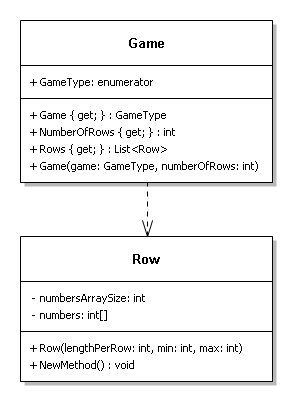 Game
+ GameType: enumerator
+ Game { get; } : GameType
+ NumberOfRows { get; } : int
+ Rows { get; } : List<Row>
+ Game(game: GameType, numberOfRows: int)
Row
- numbersArraySize: int
- numbers: int[]
+ Row(lengthPerRow: int, min: int, max: int)
+ NewMethod() : void